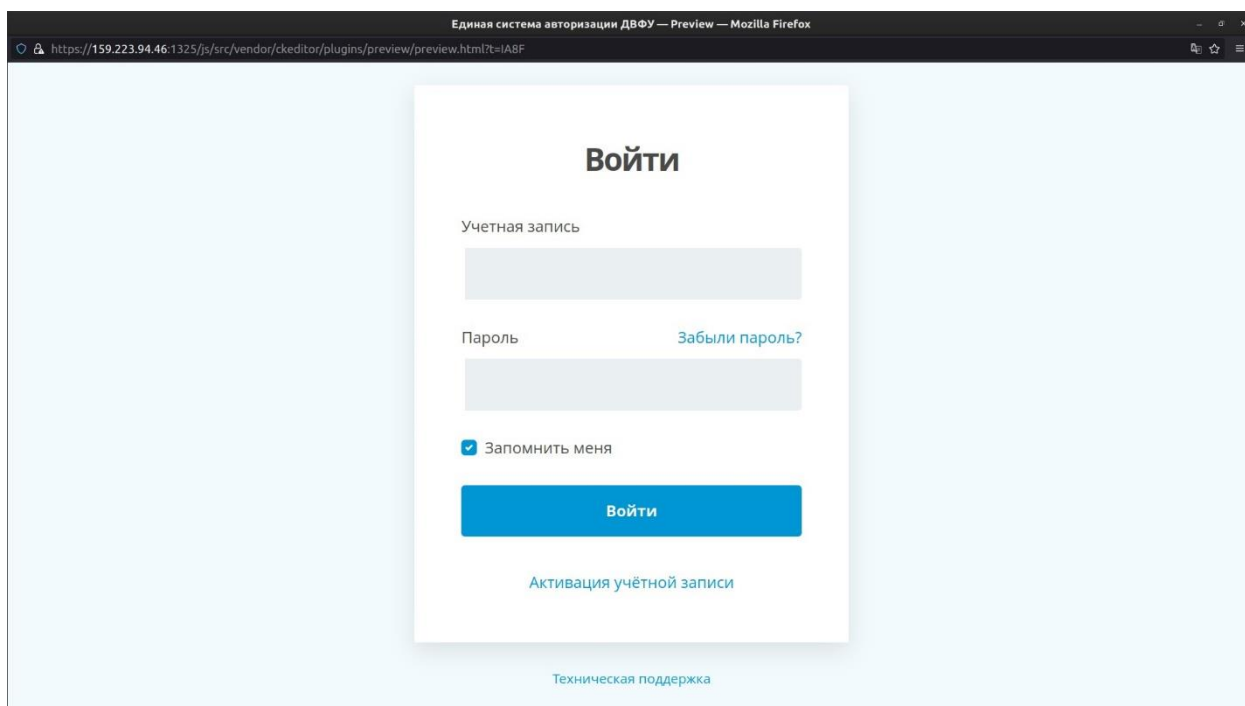 Единая система авторизации ДВФУ — Preview — Mozilla Firefox
https://159.223.94.46:1325/js/src/vendor/ckeditor/plugins/preview/preview.html?t=IA8F
Войти
Учетная запись
Пароль Забыли пароль?
Запомнить меня
Войти
Активация учётной записи
Техническая поддержка